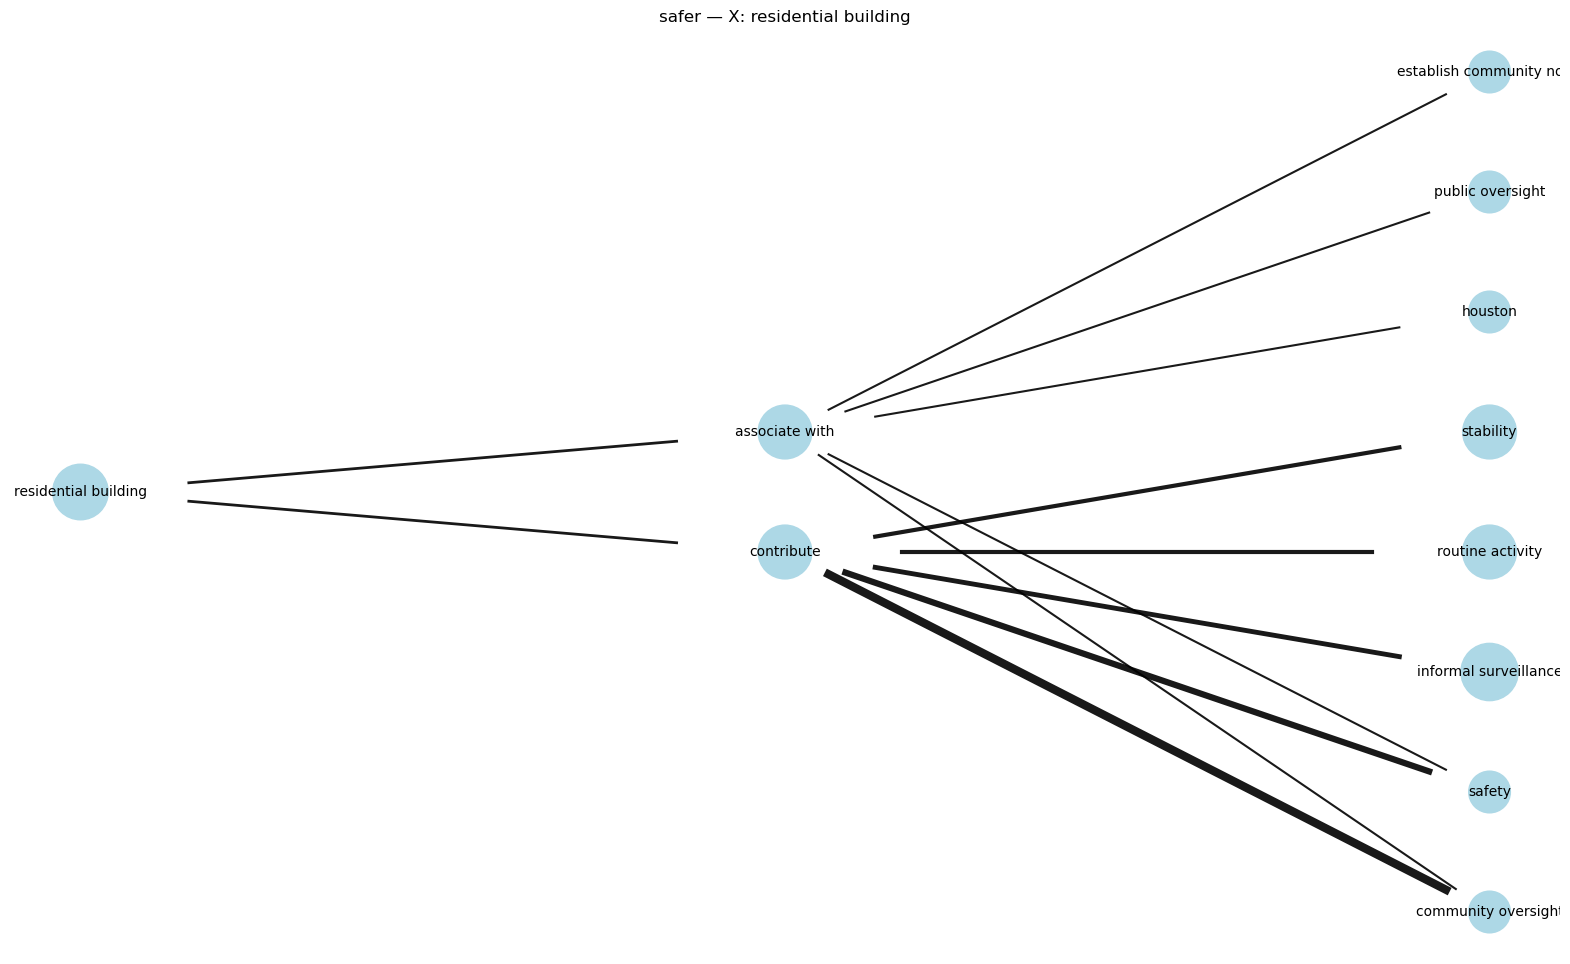 safer — X: residential building
establish community
public oversight
houston
associate with
stability
residential building
contribute
routine activity
informal surveillance
safety
community oversight